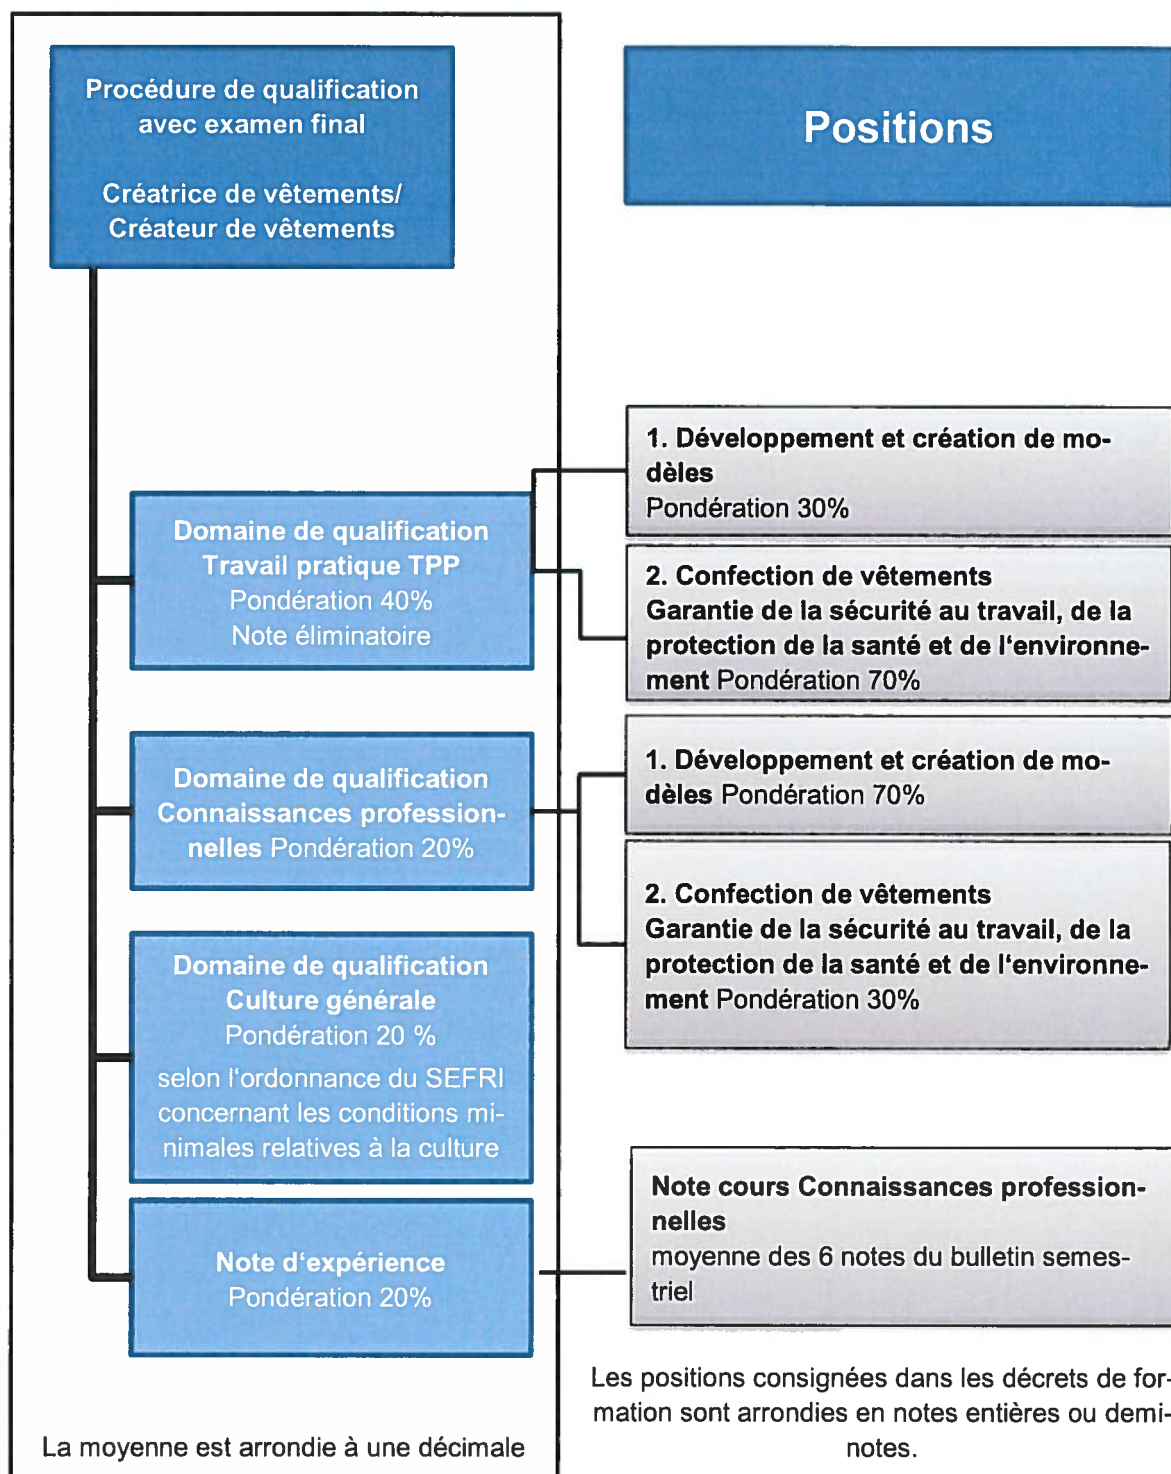 Procédure de qualification
avec examen final
Créatrice de vêtements/
Créateur de vêtements
Positions
Domaine de qualification
Travail pratique TPP
Pondération 40%
Note éliminatoire
1. Développement et création de mo-
dèles
Pondération 30%
2. Confection de vêtements
Garantie de la sécurité au travail, de la
protection de la santé et de l'environne-
ment Pondération 70%
Domaine de qualification
Connaissances profession-
nelles Pondération 20%
1. Développement et création de mo-
dèles Pondération 70%
2. Confection de vêtements
Garantie de la sécurité au travail, de la
protection de la santé et de l'environne-
ment Pondération 30%
Domaine de qualification
Culture générale
Pondération 20 %
selon l'ordonnance du SEFRI
concernant les conditions mi-
nimales relatives à la culture
Note d'expérience
Pondération 20%
Note cours Connaissances profession-
nelles
moyenne des 6 notes du bulletin semes-
triel
La moyenne est arrondie à une décimale
Les positions consignées dans les décrets de for-
mation sont arrondies en notes entières ou demi-
notes.